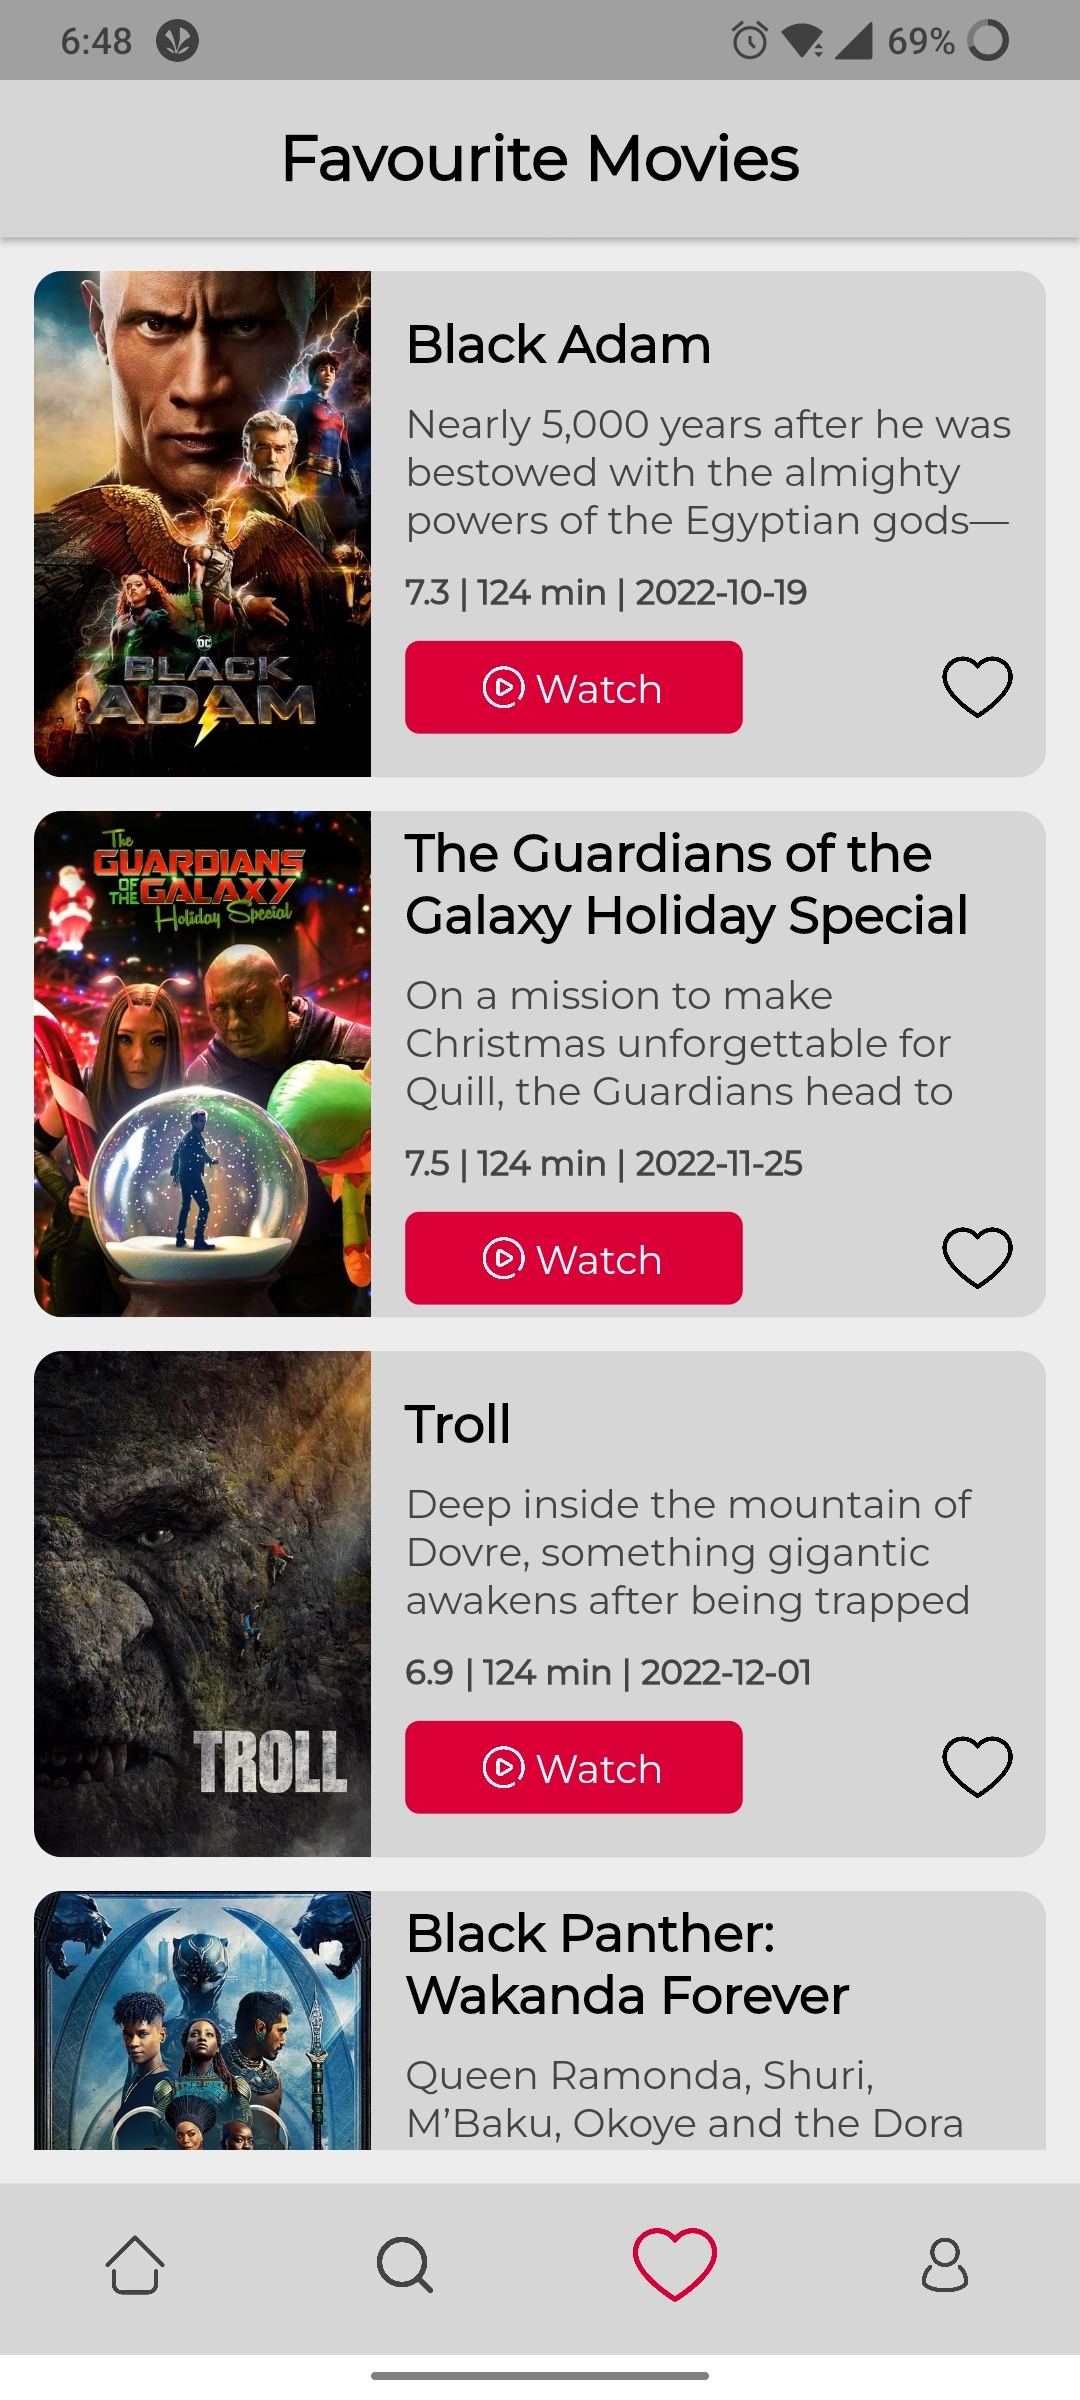 6:48
69%
Favourite Movies
DC
BLACK
ADAM
Black Adam
Nearly 5,000 years after he was
bestowed with the almighty
powers of the Egyptian gods—
7.3 | 124 min | 2022-10-19
Watch
The
GUARDIANS
OF
THE GALAXY
Holiday Special
The Guardians of the
Galaxy Holiday Special
On a mission to make
Christmas unforgettable for
Quill, the Guardians head to
7.5 | 124 min | 2022-11-25
Watch
TROLL
Troll
Deep inside the mountain of
Dovre, something gigantic
awakens after being trapped
6.9 | 124 min | 2022-12-01
Watch
Black Panther:
Wakanda Forever
Queen Ramonda, Shuri,
M’Baku, Okoye and the Dora